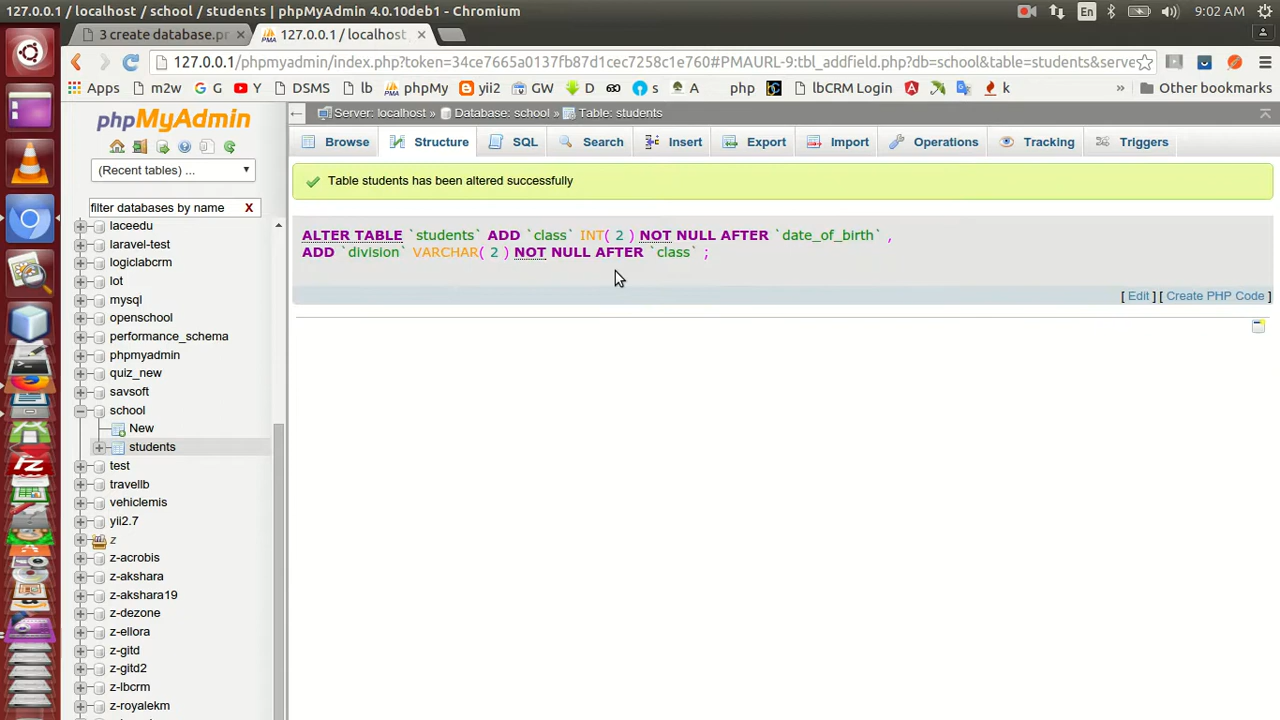 127.0.0.1 / localhost / school / students | phpMyAdmin 4.0.10deb1 - Chromium
En
9:02 AM
3 create database.pr
127.0.0.1 / localhost
127.0.0.1/phpmyadmin/index.php?token=34ce7665a0137fb87d1cec7258c1e760#PMAURL-9:tbl_addfield.php?db=school&table=students&serve
Apps m2w G Y DSMS lb phpMy yii2 GW D s A php lbCRM Login k » Other bookmarks
phpMyAdmin
(Recent tables) ...
filter databases by name X
laceedu
laravel-test
logiclabcrm
lot
mysql
openschool
performance_schema
phpmyadmin
quiz_new
savsoft
school
New
students
test
travellb
vehiclemis
yii2.7
z
z-acrobis
z-akshara
z-akshara19
z-dezone
z-ellora
z-gitd
z-gitd2
z-lbcrm
z-royalekm
Server: localhost » Database: school » Table: students
Browse Structure SQL Search Insert Export Import Operations Tracking Triggers
Table students has been altered successfully
ALTER TABLE `students` ADD `class` INT( 2 ) NOT NULL AFTER `date_of_birth` ,
ADD `division` VARCHAR( 2 ) NOT NULL AFTER `class` ;
[ Edit ] [ Create PHP Code ]